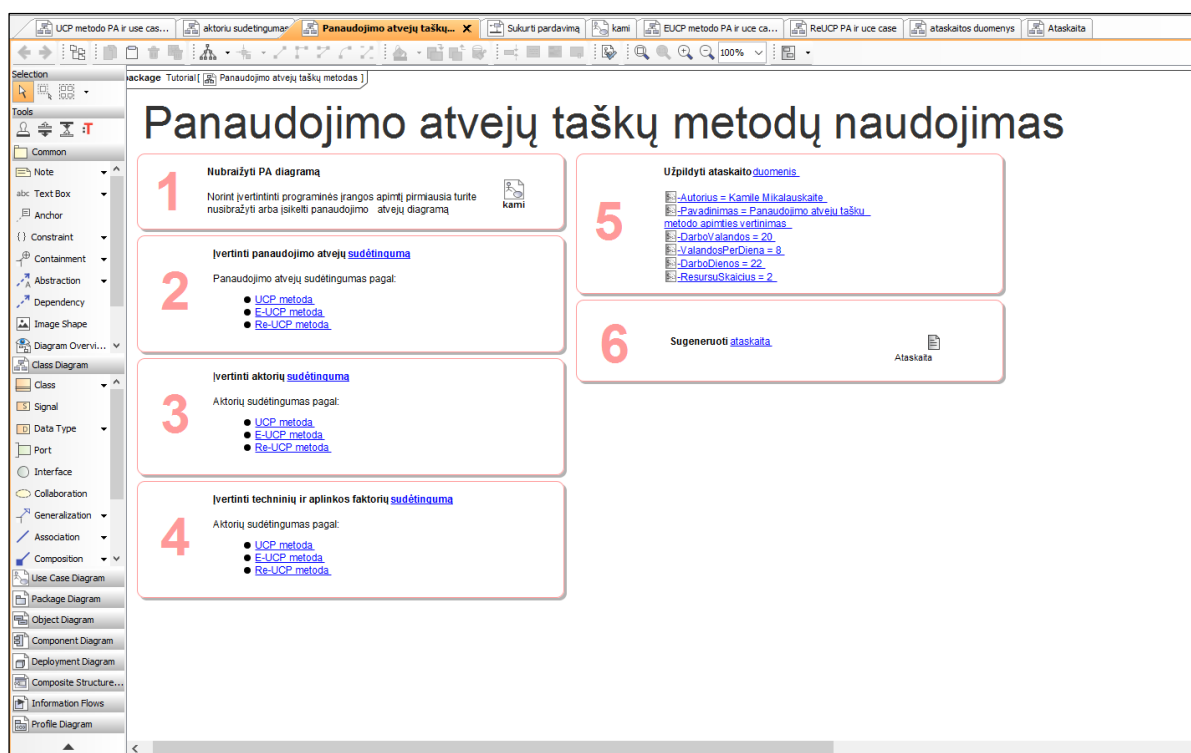 UCP metodo PA ir use cas...
aktoriu sudetingumas
Panaudojimo atvejų taškų... X
Sukurti pardavimą
kami
EUCP metodo PA ir uce ca...
ReUCP PA ir uce case
ataskaitos duomenys
Ataskaita
100%
Selection
Tools
Common
Note
abc Text Box
Anchor
{} Constraint
Containment
Abstraction
Dependency
Image Shape
Diagram Overvi...
Class Diagram
Class
Signal
Data Type
Port
Interface
Collaboration
Generalization
Association
Composition
Use Case Diagram
Package Diagram
Object Diagram
Component Diagram
Deployment Diagram
Composite Structure...
Information Flows
Profile Diagram
package Tutorial[ Panaudojimo atvejų taškų metodas ]
Panaudojimo atvejų taškų metodų naudojimas
1
Nubraižyti PA diagramą
Norint įvertintinti programinės įrangos apimtį pirmiausia turite
nusibražyti arba įsikelti panaudojimo atvejų diagramą
kami
2
Įvertinti panaudojimo atvejų sudėtingumą
Panaudojimo atvejų sudėtingumas pagal:
● UCP metodą
● E-UCP metodą
● Re-UCP metodą
3
Įvertinti aktorių sudėtingumą
Aktorių sudėtingumas pagal:
● UCP metodą
● E-UCP metodą
● Re-UCP metodą
4
Įvertinti techninių ir aplinkos faktorių sudėtingumą
Aktorių sudėtingumas pagal:
● UCP metodą
● E-UCP metodą
● Re-UCP metodą
5
Užpildyti ataskaito duomenis
-Autorius = Kamile Mikalauskaite
-Pavadinimas = Panaudojimo atvejų taškų
metodo apimties vertinimas
-DarboValandos = 20
-ValandosPerDiena = 8
-DarboDienos = 22
-ResursuSkaicius = 2
6
Sugeneruoti ataskaitą
Ataskaita